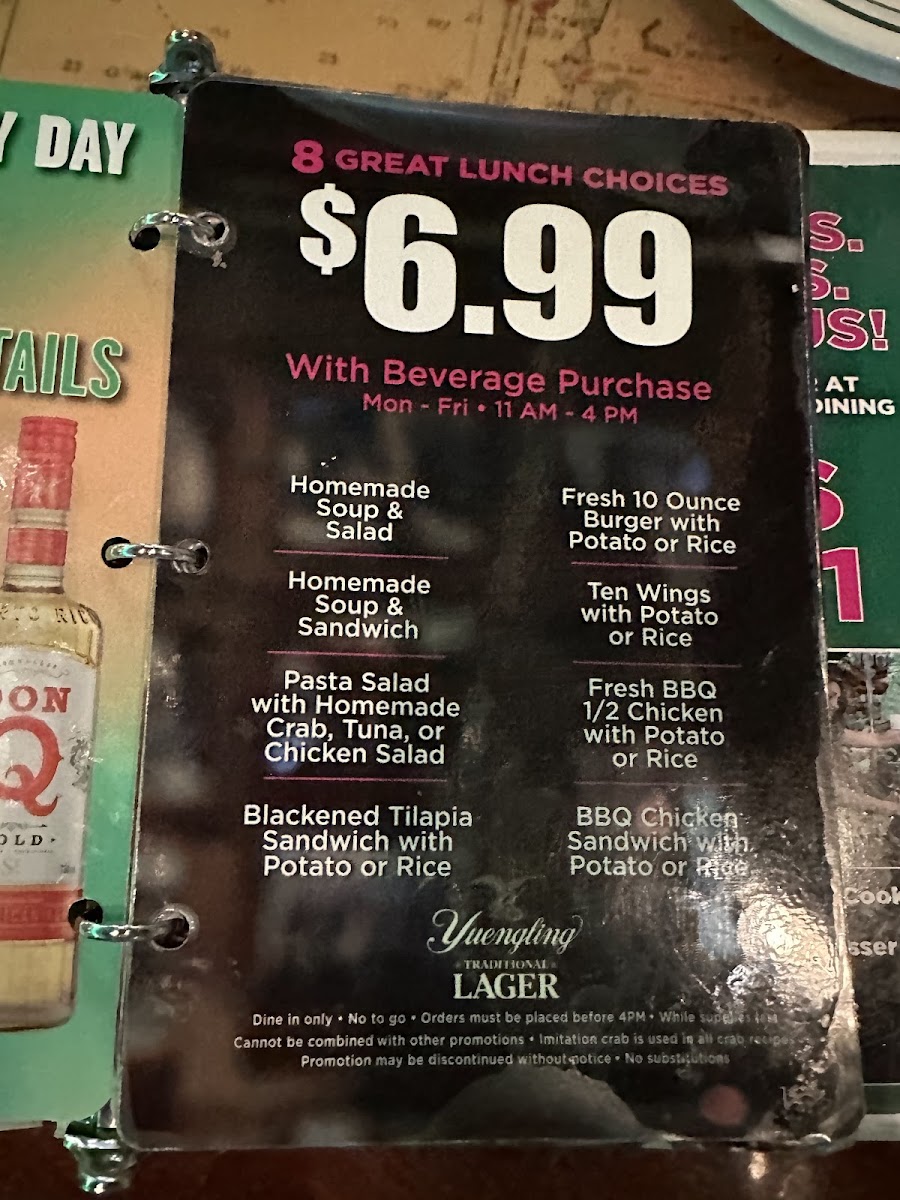 Y DAY
TAILS
DON
Q
8 GREAT LUNCH CHOICES
$6.99
With Beverage Purchase
Mon - Fri • 11 AM - 4 PM
Homemade
Soup &
Salad
Homemade
Soup &
Sandwich
Pasta Salad
with Homemade
Crab, Tuna, or
Chicken Salad
Blackened Tilapia
Sandwich with
Potato or Rice
Fresh 10 Ounce
Burger with
Potato or Rice
Ten Wings
with Potato
or Rice
Fresh BBQ
1/2 Chicken
with Potato
or Rice
BBQ Chicken
Sandwich with
Potato or Rice
Yuengling
TRADITIONAL
LAGER
Dine in only • No to go • Orders must be placed before 4PM • While supplies last
Cannot be combined with other promotions • Imitation crab is used in all crab recipes
Promotion may be discontinued without notice • No substitutions
S.
S.
US!
AT
DINING
S
1
Cook
sser